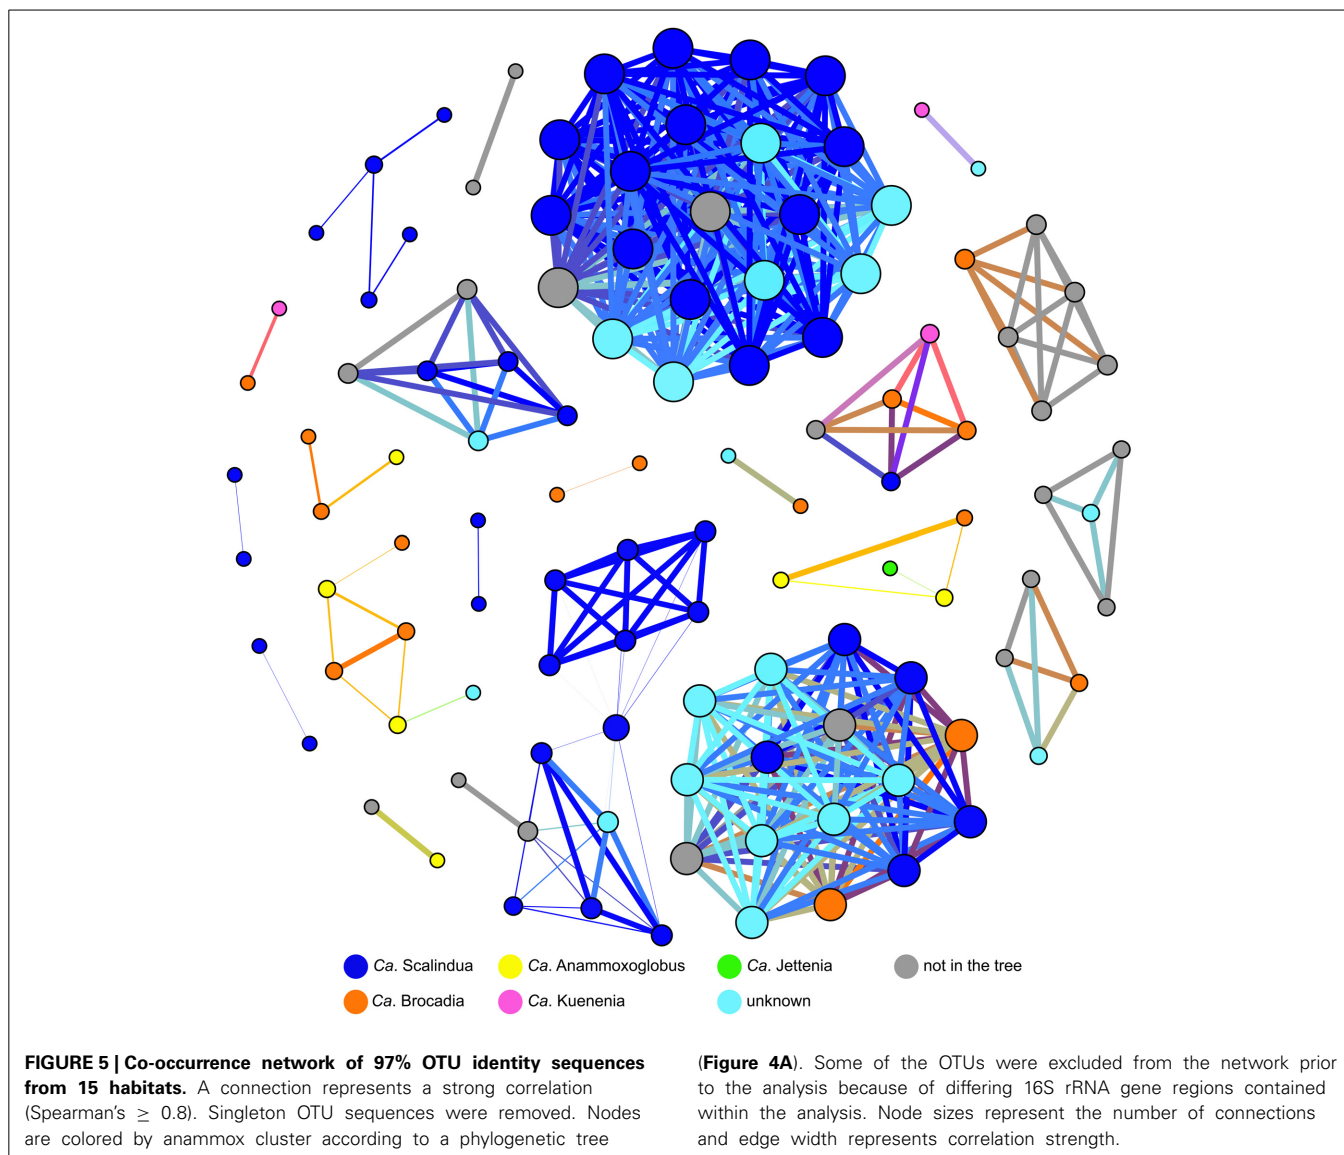 Ca. Scalindua
Ca. Anammoxoglobus
Ca. Jettenia
not in the tree
Ca. Brocadia
Ca. Kuenenia
unknown
FIGURE 5 | Co-occurrence network of 97% OTU identity sequences
from 15 habitats. A connection represents a strong correlation
(Spearman's ≥ 0.8). Singleton OTU sequences were removed. Nodes
are colored by anammox cluster according to a phylogenetic tree
(Figure 4A). Some of the OTUs were excluded from the network prior
to the analysis because of differing 16S rRNA gene regions contained
within the analysis. Node sizes represent the number of connections
and edge width represents correlation strength.